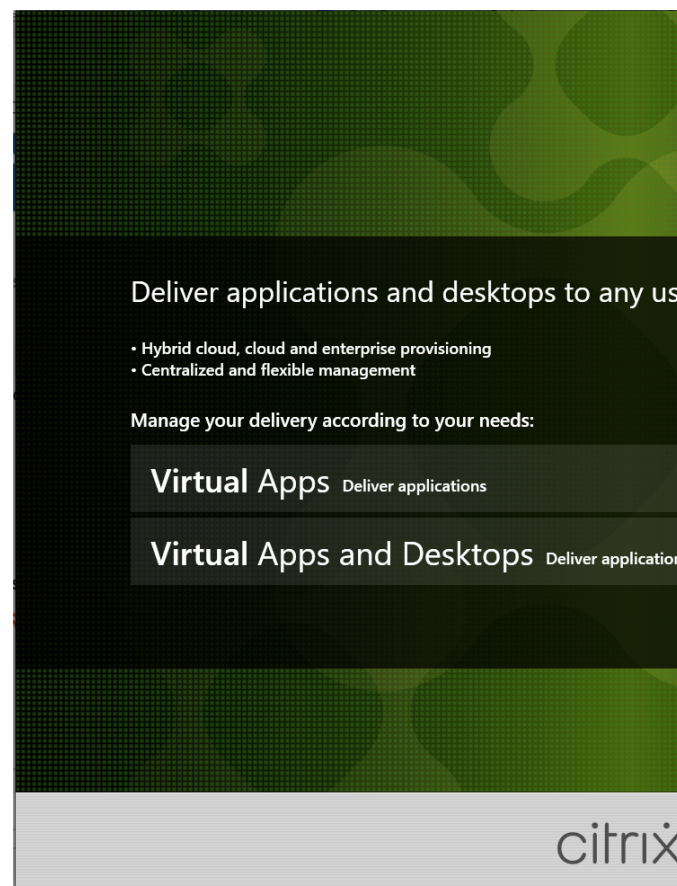 Deliver applications and desktops to any us
• Hybrid cloud, cloud and enterprise provisioning
• Centralized and flexible management
Manage your delivery according to your needs:
Virtual Apps Deliver applications
Virtual Apps and Desktops Deliver application
citrix